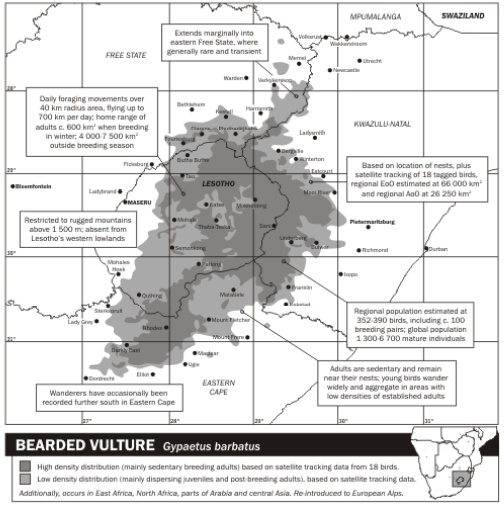 MPUMALANGA
SWAZILAND
Extends marginally into
eastern Free State, where
generally rare and transient
Volksrust
Wakkerstroom
FREE STATE
Memel
Utrecht
Newcastle
Warden
Verkykerskop
28°
Daily foraging movements over
40 km radius area, flying up to
700 km per day; home range of
adults c. 600 km² when breeding
in winter; 4 000-7 500 km²
outside breeding season
Bethlehem
Harrismith
KWAZULU-NATAL
Ladysmith
Bergville
Winterton
Estcourt
Ficksburg
Butha Buthe
29°
Bloemfontein
Ladybrand
MASERU
LESOTHO
Mokhotlong
Mooi River
Based on location of nests, plus
satellite tracking of 18 tagged birds,
regional EoO estimated at 66 000 km²
and regional AoO at 26 250 km²
Restricted to rugged mountains
above 1 500 m; absent from
Lesotho's western lowlands
Thaba-Tseka
Sani
Pietermaritzburg
Underberg
Bulwer
Richmond
Durban
30°
Semonkong
Mohales
Hoek
Ixopo
Quthing
Matatiele
Franklin
Kokstad
Sterkspruit
Lady Grey
Rhodes
Mount Fletcher
Mount Frere
31°
Regional population estimated at
352-390 birds, including c. 100
breeding pairs; global population
1 300-6 700 mature individuals
Barkly East
Maclear
Ugie
Elliot
Dordrecht
Adults are sedentary and remain
near their nests; young birds wander
widely and aggregate in areas with
low densities of established adults
Wanderers have occasionally been
recorded further south in Eastern Cape
EASTERN
CAPE
27° 28° 29° 30° 31°
BEARDED VULTURE Gypaetus barbatus
High density distribution (mainly sedentary breeding adults) based on satellite tracking data from 18 birds.
Low density distribution (mainly dispersing juveniles and post-breeding adults), based on satellite tracking data.
Additionally, occurs in East Africa, North Africa, parts of Arabia and central Asia. Re-introduced to European Alps.